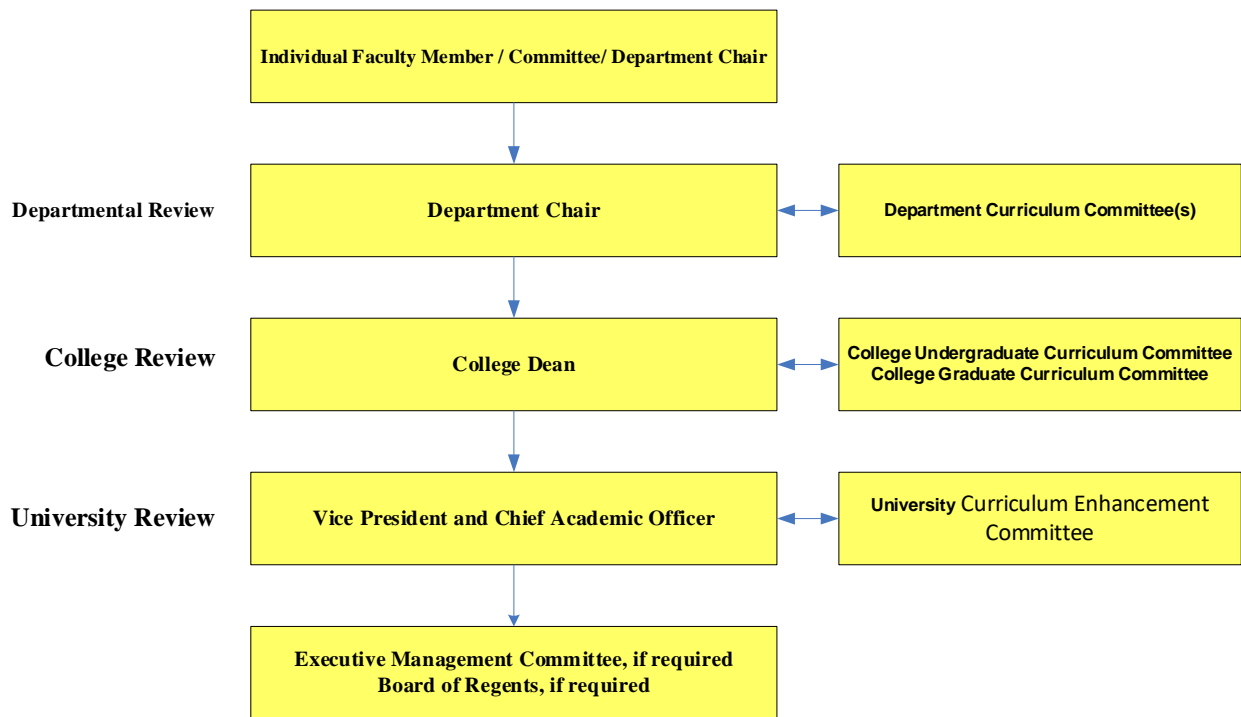 Individual Faculty Member / Committee/ Department Chair
Departmental Review
Department Chair
Department Curriculum Committee(s)
College Review
College Dean
College Undergraduate Curriculum Committee
College Graduate Curriculum Committee
University Review
Vice President and Chief Academic Officer
University Curriculum Enhancement
Committee
Executive Management Committee, if required
Board of Regents, if required